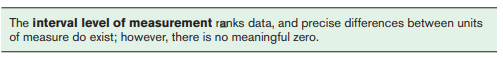 The interval level of measurement ranks data, and precise differences between units
of measure do exist; however, there is no meaningful zero.